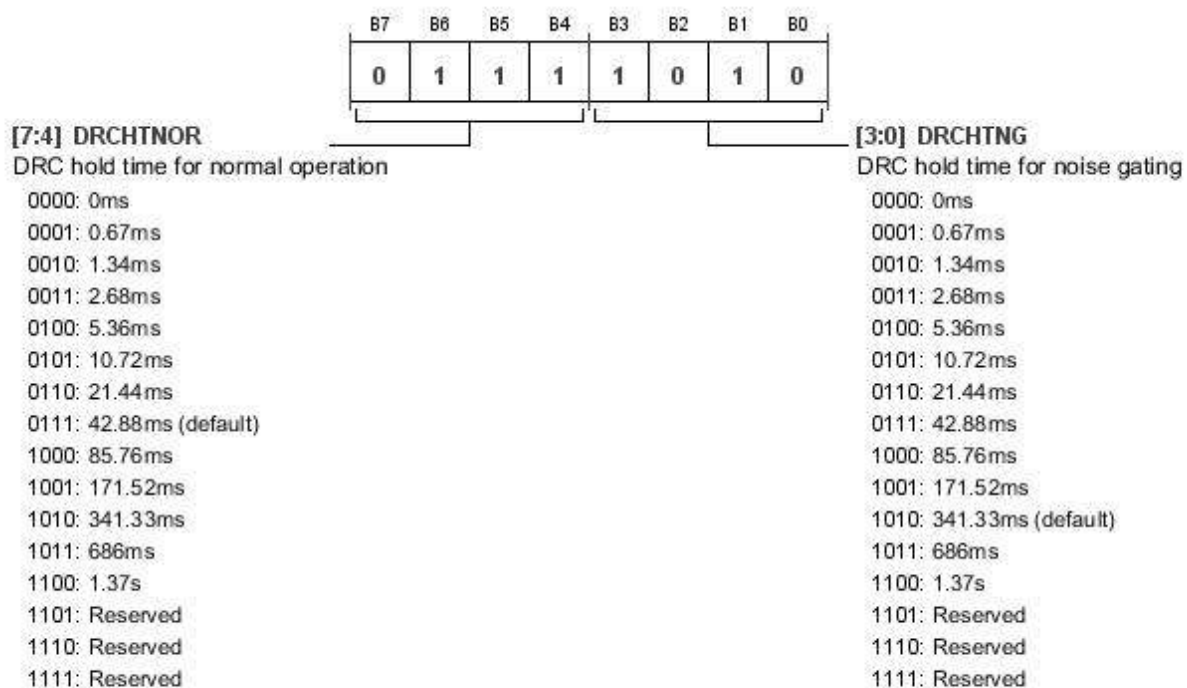 B7 B6 B5 B4 B3 B2 B1 B0
0 1 1 1 1 0 1 0
[7:4] DRCHTNOR
DRC hold time for normal operation
0000: 0ms
0001: 0.67ms
0010: 1.34ms
0011: 2.68ms
0100: 5.36ms
0101: 10.72ms
0110: 21.44ms
0111: 42.88ms (default)
1000: 85.76ms
1001: 171.52ms
1010: 341.33ms
1011: 686ms
1100: 1.37s
1101: Reserved
1110: Reserved
1111: Reserved
[3:0] DRCHTNG
DRC hold time for noise gating
0000: 0ms
0001: 0.67ms
0010: 1.34ms
0011: 2.68ms
0100: 5.36ms
0101: 10.72ms
0110: 21.44ms
0111: 42.88ms
1000: 85.76ms
1001: 171.52ms
1010: 341.33ms (default)
1011: 686ms
1100: 1.37s
1101: Reserved
1110: Reserved
1111: Reserved